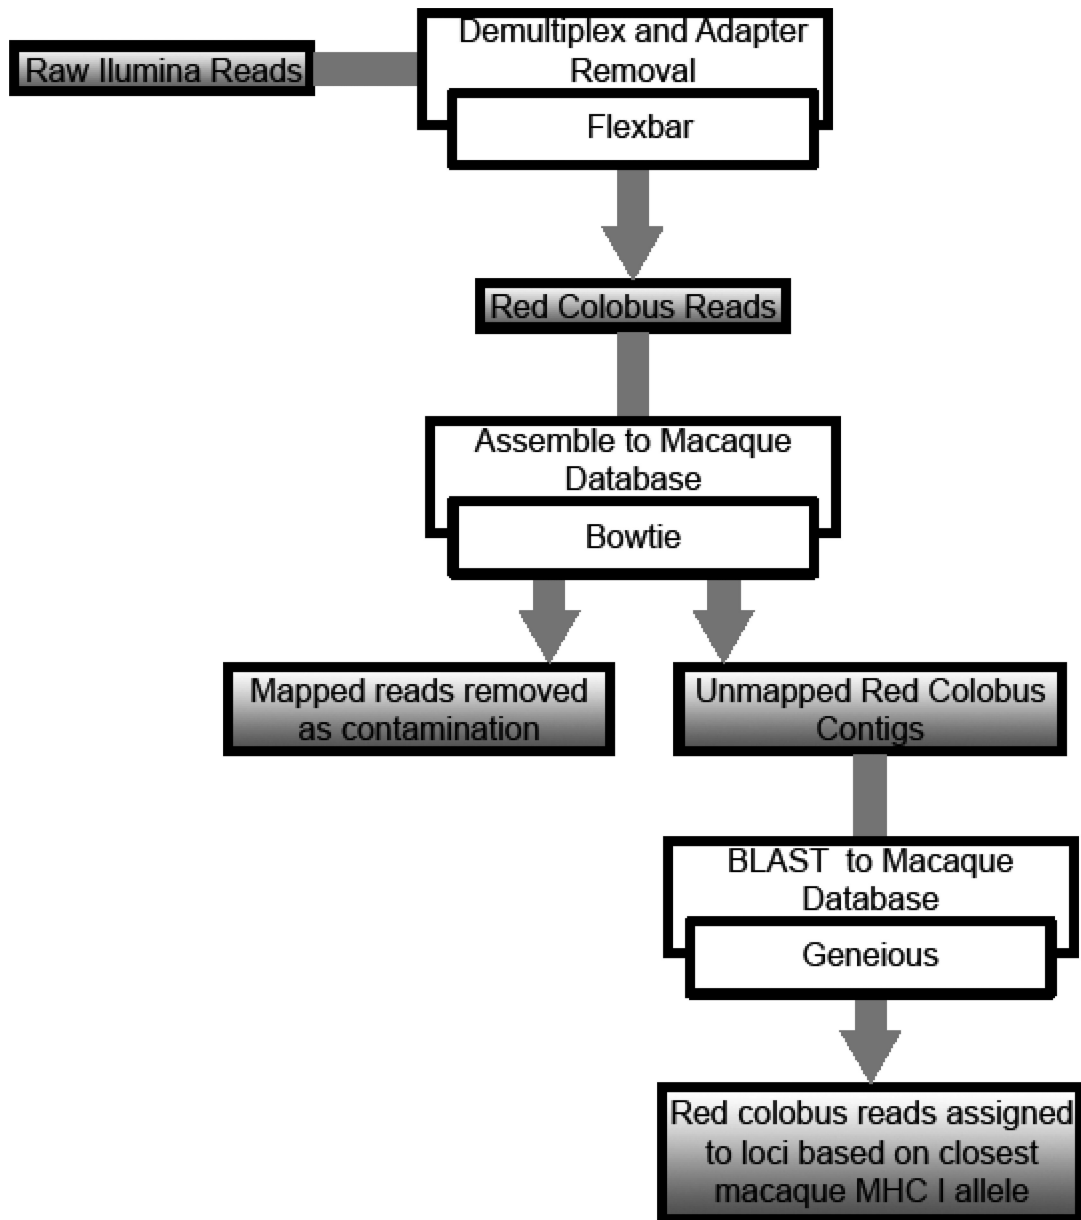 Raw Ilumina Reads
Demultiplex and Adapter
Removal
Flexbar
Red Colobus Reads
Assemble to Macaque
Database
Bowtie
Mapped reads removed
as contamination
Unmapped Red Colobus
Contigs
BLAST to Macaque
Database
Geneious
Red colobus reads assigned
to loci based on closest
macaque MHC I allele